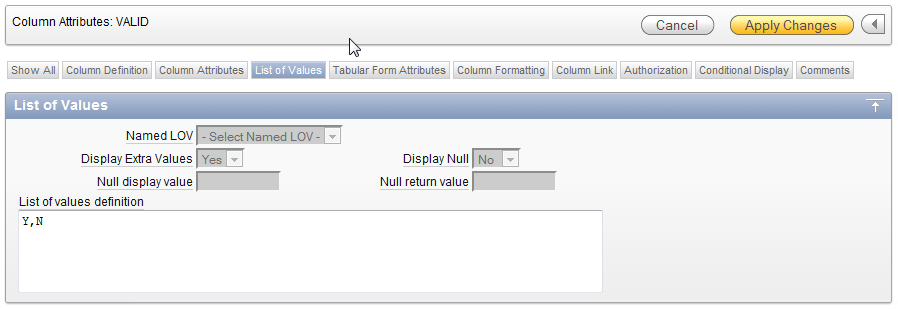 Column Attributes: VALID Cancel Apply Changes
Show All Column Definition Column Attributes List of Values Tabular Form Attributes Column Formatting Column Link Authorization Conditional Display Comments
List of Values
Named LOV - Select Named LOV -
Display Extra Values Yes Display Null No
Null display value Null return value
List of values definition
Y,N